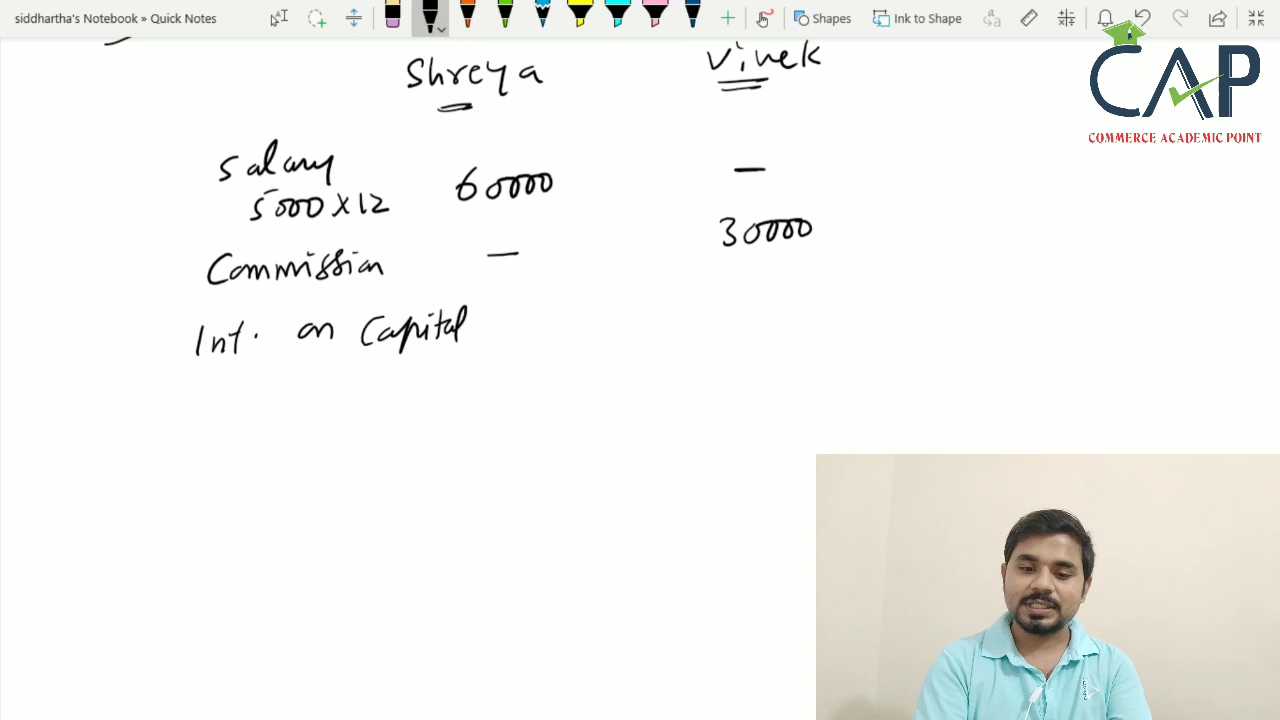 siddhartha's Notebook » Quick Notes
Shapes
Ink to Shape
CAP
COMMERCE ACADEMIC POINT
Shreya Vivek
Salary
5000 x 12 60000 —
Commission — 30000
Int. on Capital